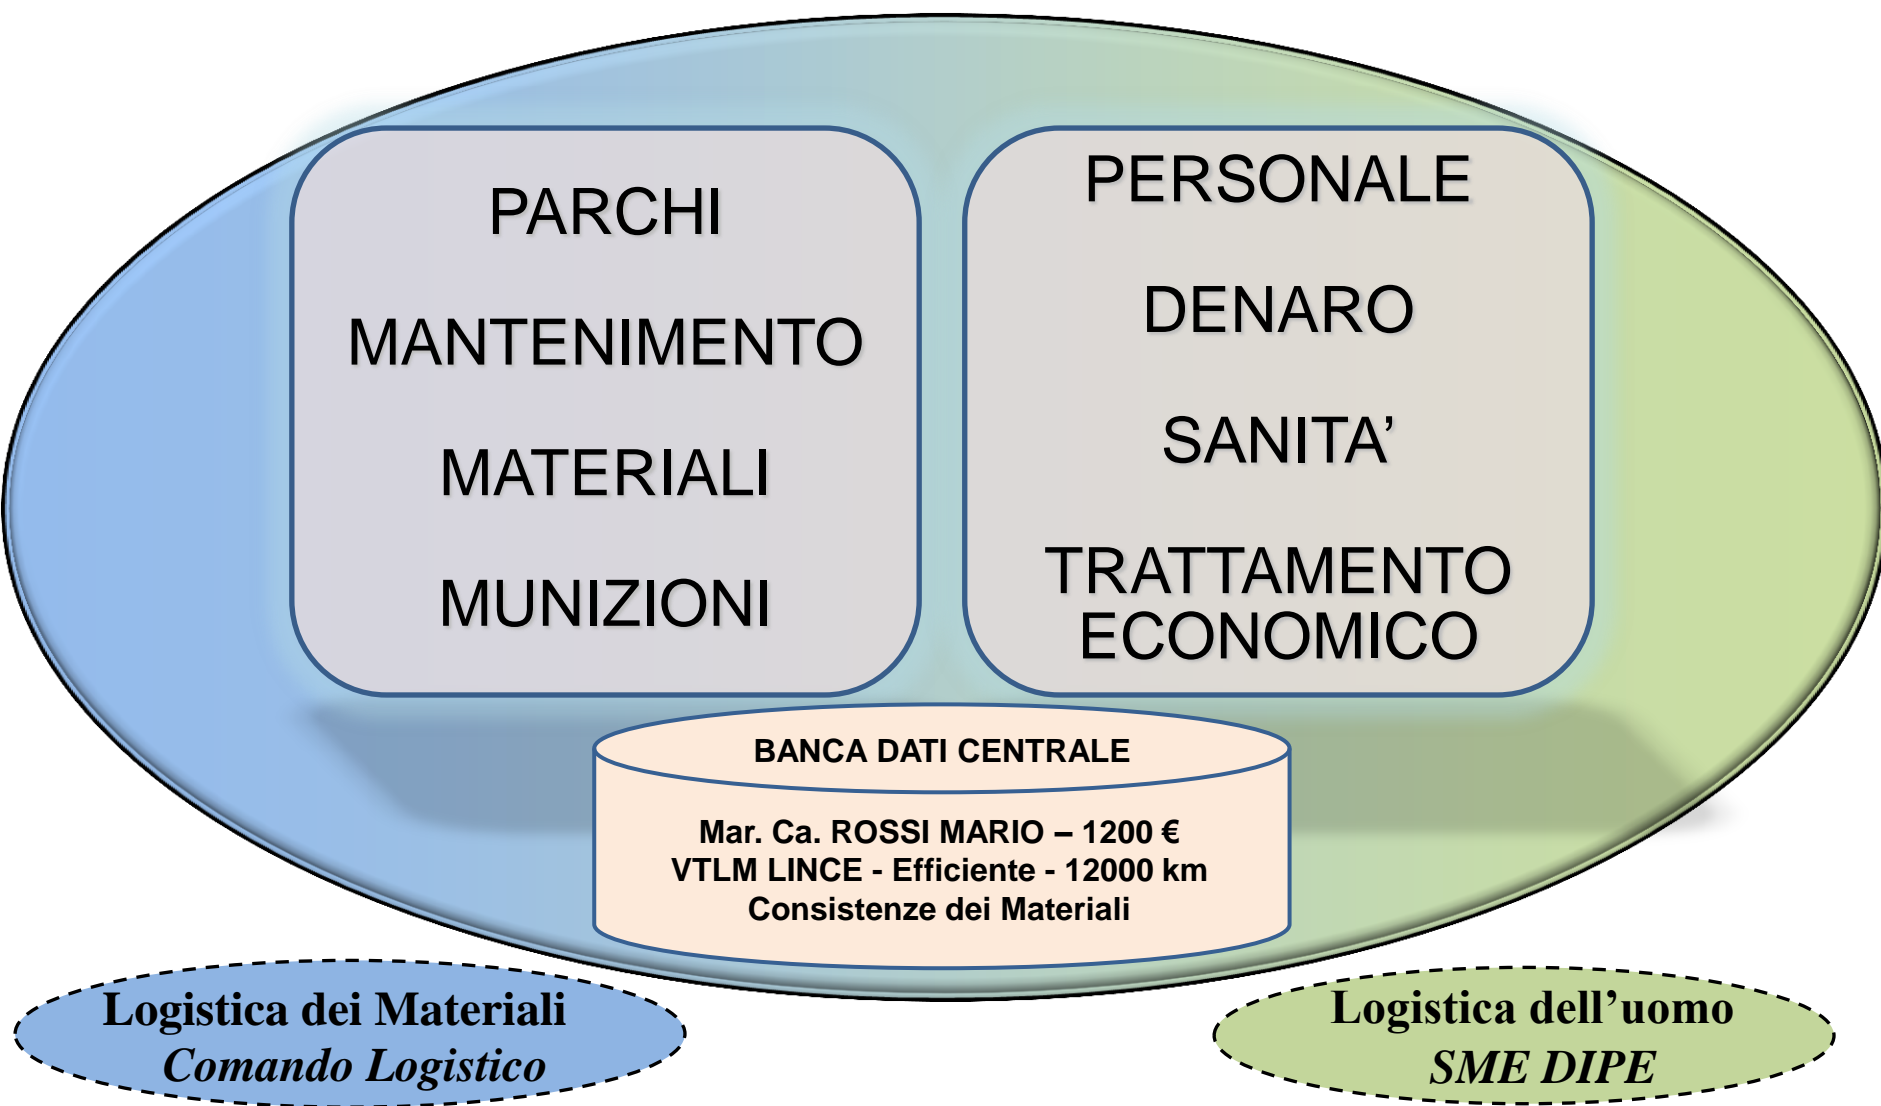 PARCHI
MANTENIMENTO
MATERIALI
MUNIZIONI
PERSONALE
DENARO
SANITA’
TRATTAMENTO
ECONOMICO
BANCA DATI CENTRALE
Mar. Ca. ROSSI MARIO – 1200 €
VTLM LINCE - Efficiente - 12000 km
Consistenze dei Materiali
Logistica dei Materiali
Comando Logistico
Logistica dell’uomo
SME DIPE